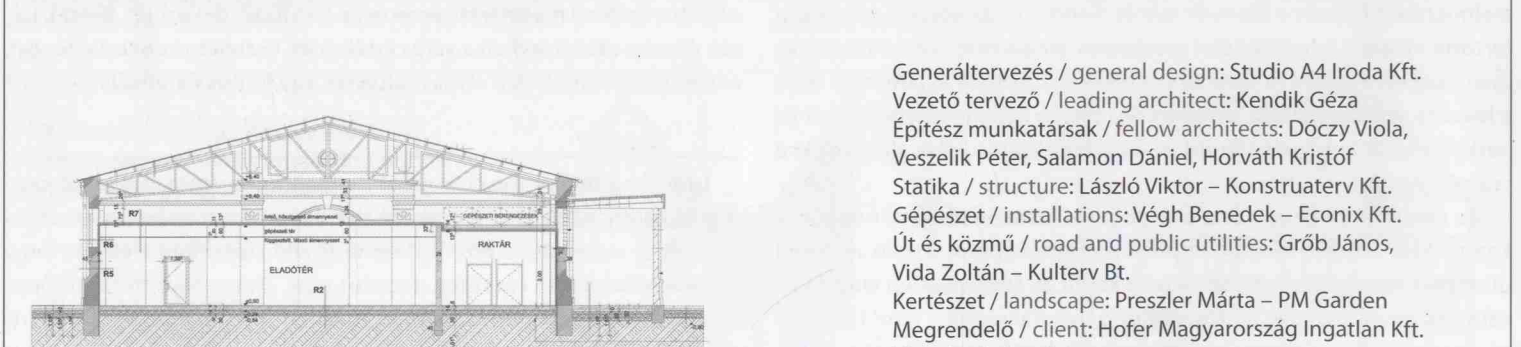 Generáltervezés / general design: Studio A4 Iroda Kft.
Vezető tervező / leading architect: Kendik Géza
Építész munkatársak / fellow architects: Dóczy Viola,
Veszelik Péter, Salamon Dániel, Horváth Kristóf
Statika / structure: László Viktor – Konstruaterv Kft.
Gépészet / installations: Végh Benedek – Econix Kft.
Út és közmű / road and public utilities: Grőb János,
Vida Zoltán – Kulterv Bt.
Kertészet / landscape: Preszler Márta – PM Garden
Megrendelő / client: Hofer Magyarország Ingatlan Kft.
R7
GÉPÉSZETI BERENDEZÉSEK
R6
RAKTÁR
R5
ELADÓTÉR
R2